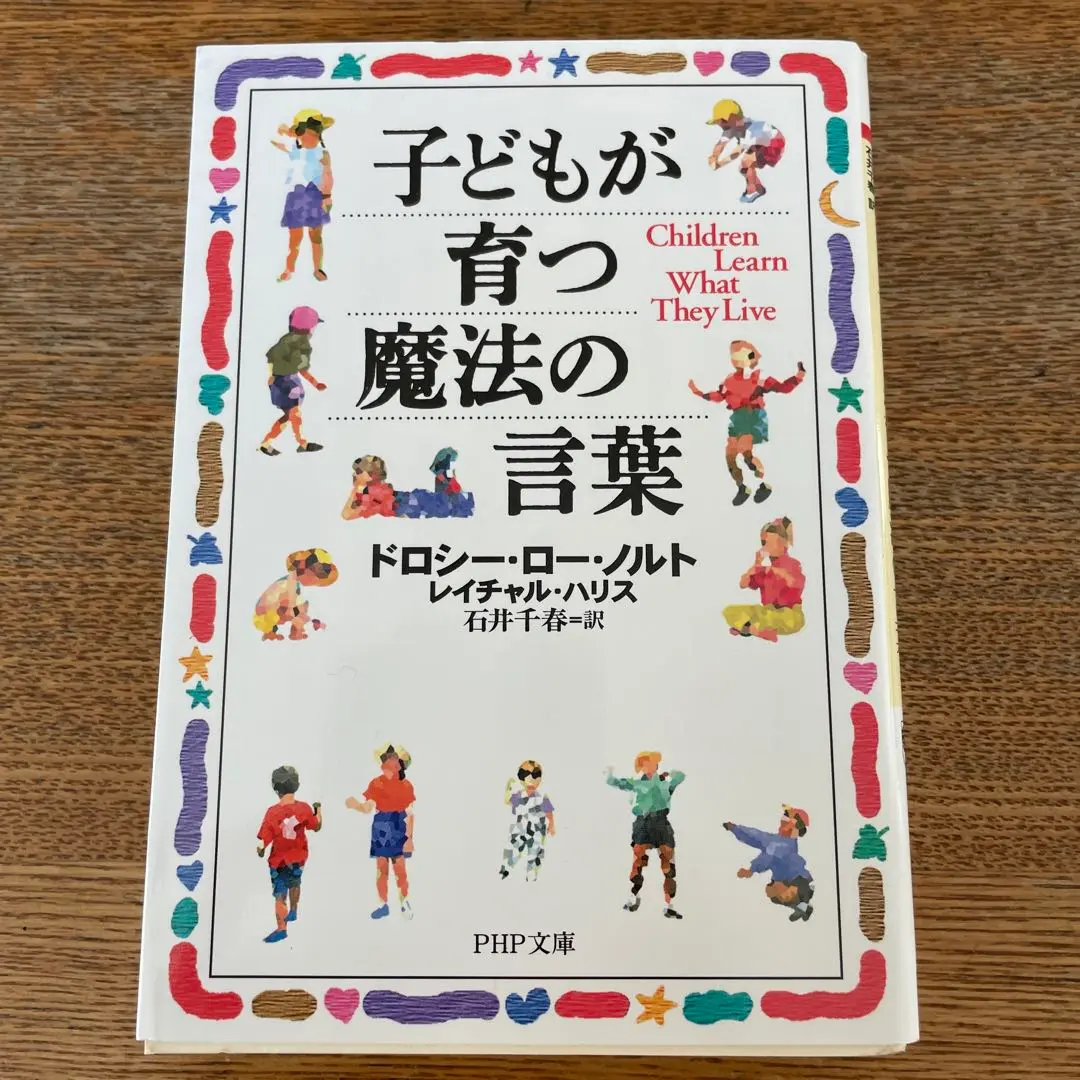 子どもが
育つ
魔法の
言葉
Children
Learn
What
They Live
ドロシー・ロー・ノルト
レイチャル・ハリス
石井千春=訳
PHP文庫